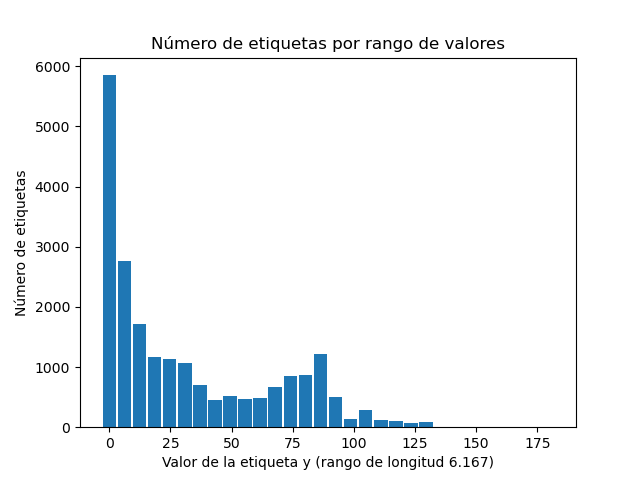 Número de etiquetas por rango de valores
6000
5000
4000
3000
2000
1000
0
Número de etiquetas
0 25 50 75 100 125 150 175
Valor de la etiqueta y (rango de longitud 6.167)